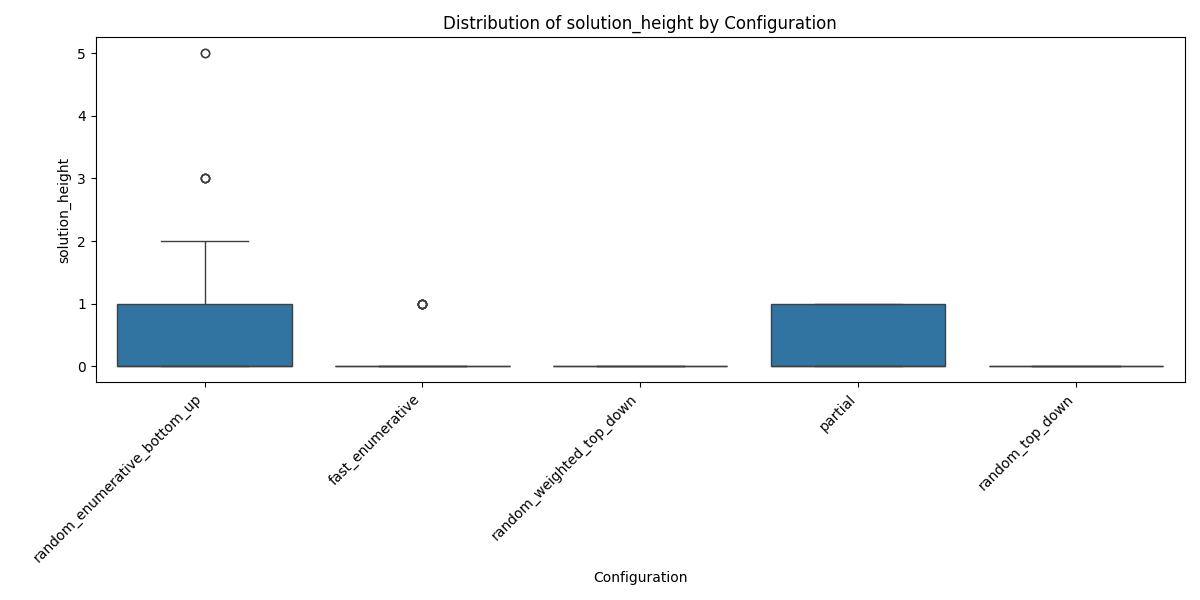 Distribution of solution_height by Configuration
solution_height
5
4
3
2
1
0
random_enumerative_bottom_up
fast_enumerative
random_weighted_top_down
partial
random_top_down
Configuration